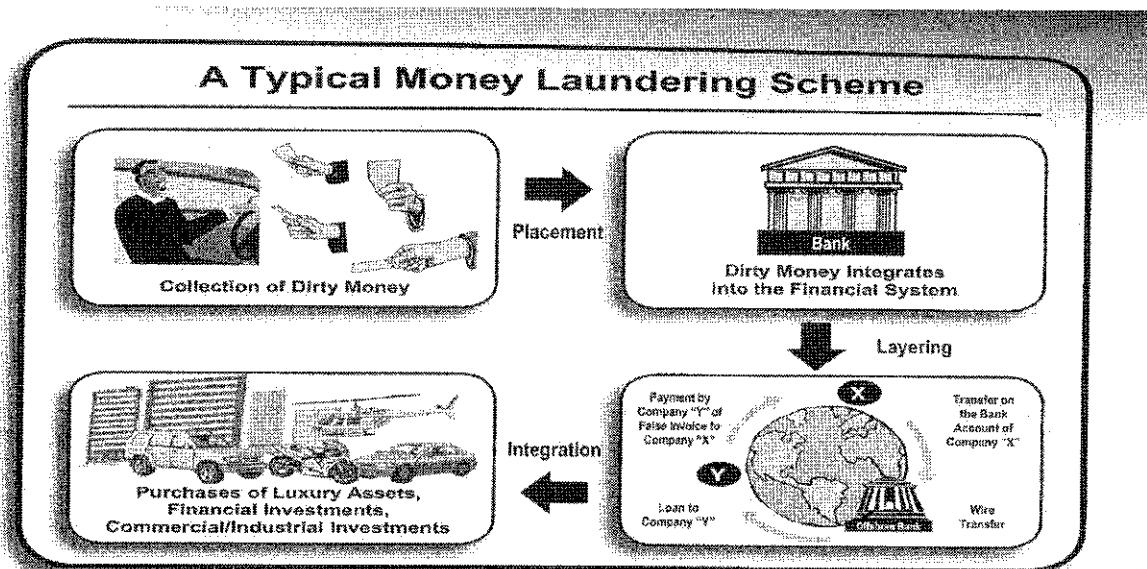 A Typical Money Laundering Scheme
Collection of Dirty Money
Placement
Bank
Dirty Money Integrates
into the Financial System
Layering
Payment by
Company "Y" of
False Invoice to
Company "X"
X
Transfer on
the Bank
Account of
Company "X"
Y
Loan to
Company "Y"
Offshore Bank
Wire
Transfer
Integration
Purchases of Luxury Assets,
Financial Investments,
Commercial/Industrial Investments